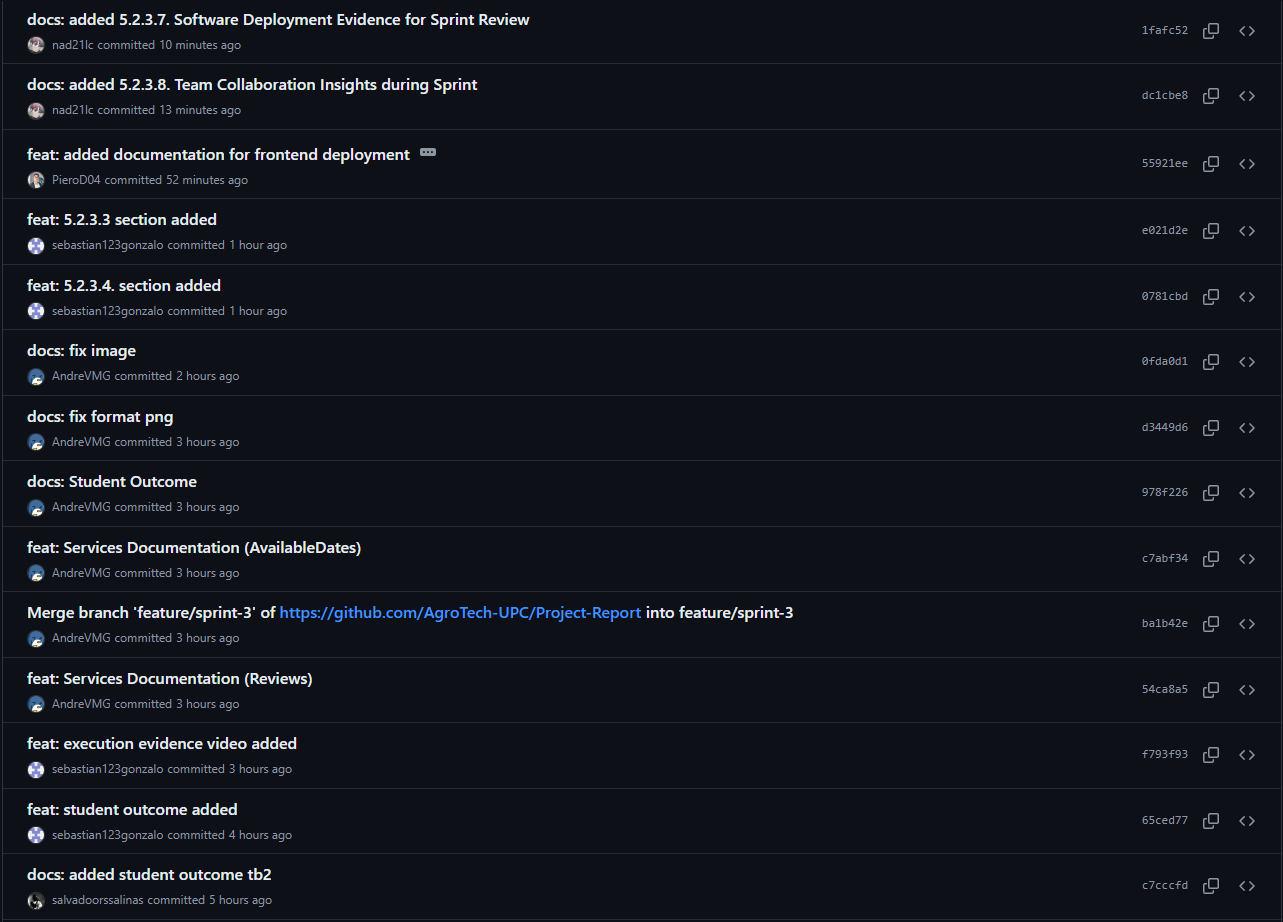 docs: added 5.2.3.7. Software Deployment Evidence for Sprint Review
nad21lc committed 10 minutes ago
1fafc52
docs: added 5.2.3.8. Team Collaboration Insights during Sprint
nad21lc committed 13 minutes ago
dc1cbe8
feat: added documentation for frontend deployment
PieroD04 committed 52 minutes ago
55921ee
feat: 5.2.3.3 section added
sebastian123gonzalo committed 1 hour ago
e021d2e
feat: 5.2.3.4. section added
sebastian123gonzalo committed 1 hour ago
0781cbd
docs: fix image
AndreVMG committed 2 hours ago
0fda0d1
docs: fix format png
AndreVMG committed 3 hours ago
d3449d6
docs: Student Outcome
AndreVMG committed 3 hours ago
978f226
feat: Services Documentation (AvailableDates)
AndreVMG committed 3 hours ago
c7abf34
Merge branch 'feature/sprint-3' of https://github.com/AgroTech-UPC/Project-Report into feature/sprint-3
AndreVMG committed 3 hours ago
ba1b42e
feat: Services Documentation (Reviews)
AndreVMG committed 3 hours ago
54ca8a5
feat: execution evidence video added
sebastian123gonzalo committed 3 hours ago
f793f93
feat: student outcome added
sebastian123gonzalo committed 4 hours ago
65ced77
docs: added student outcome tb2
salvadoorssalinas committed 5 hours ago
c7cccfd